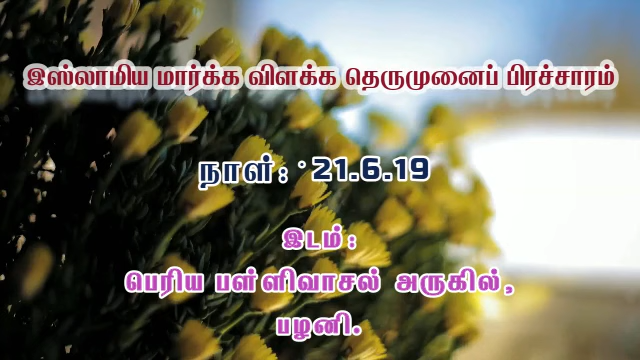 இஸ்லாமிய மார்க்க விளக்க தெருமுனைப் பிரச்சாரம்
நாள்: 21.6.19
இடம்:
பெரிய பள்ளிவாசல் அருகில்,
பழனி.